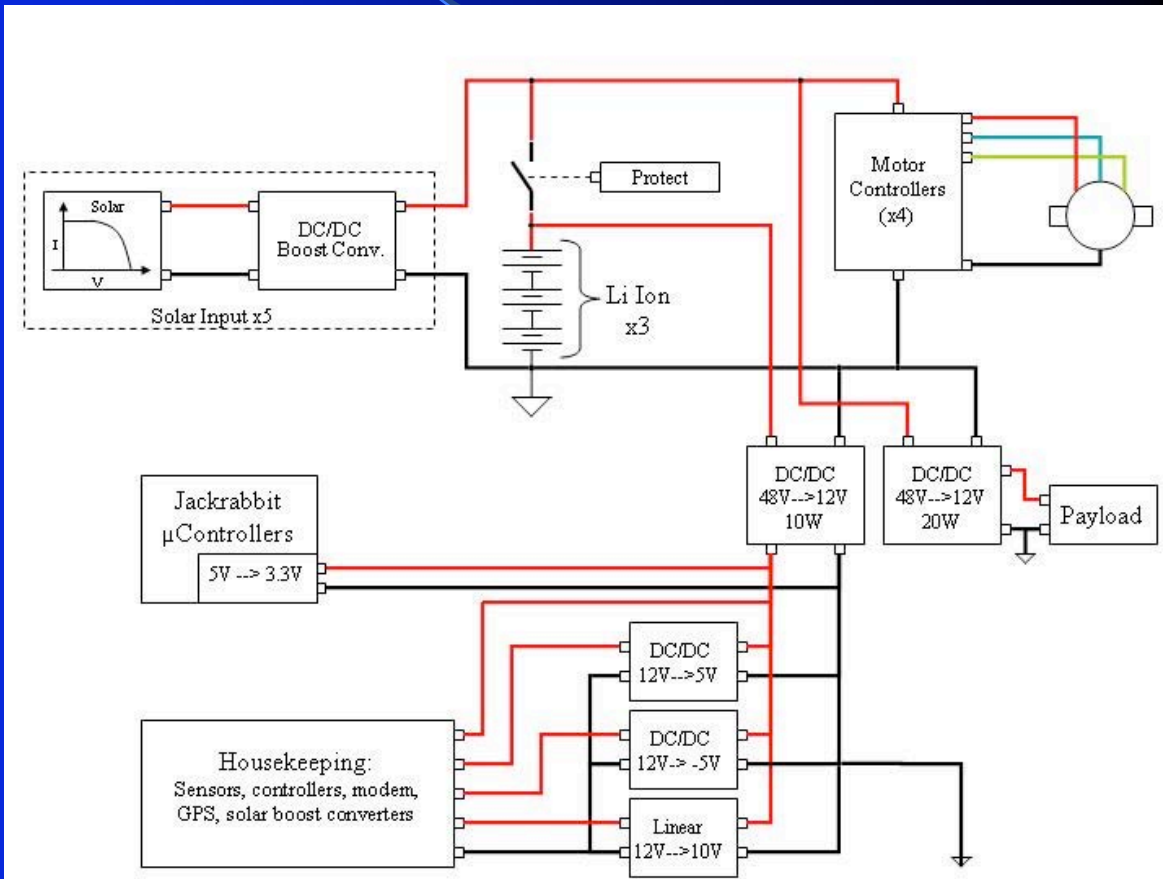 Solar
I
V
DC/DC
Boost Conv.
Solar Input x5
Protect
Li Ion
x3
Motor
Controllers
(x4)
DC/DC
48V-->12V
10W
DC/DC
48V-->12V
20W
Payload
Jackrabbit
µControllers
5V --> 3.3V
DC/DC
12V-->5V
DC/DC
12V-> -5V
Linear
12V-->10V
Housekeeping:
Sensors, controllers, modem,
GPS, solar boost converters